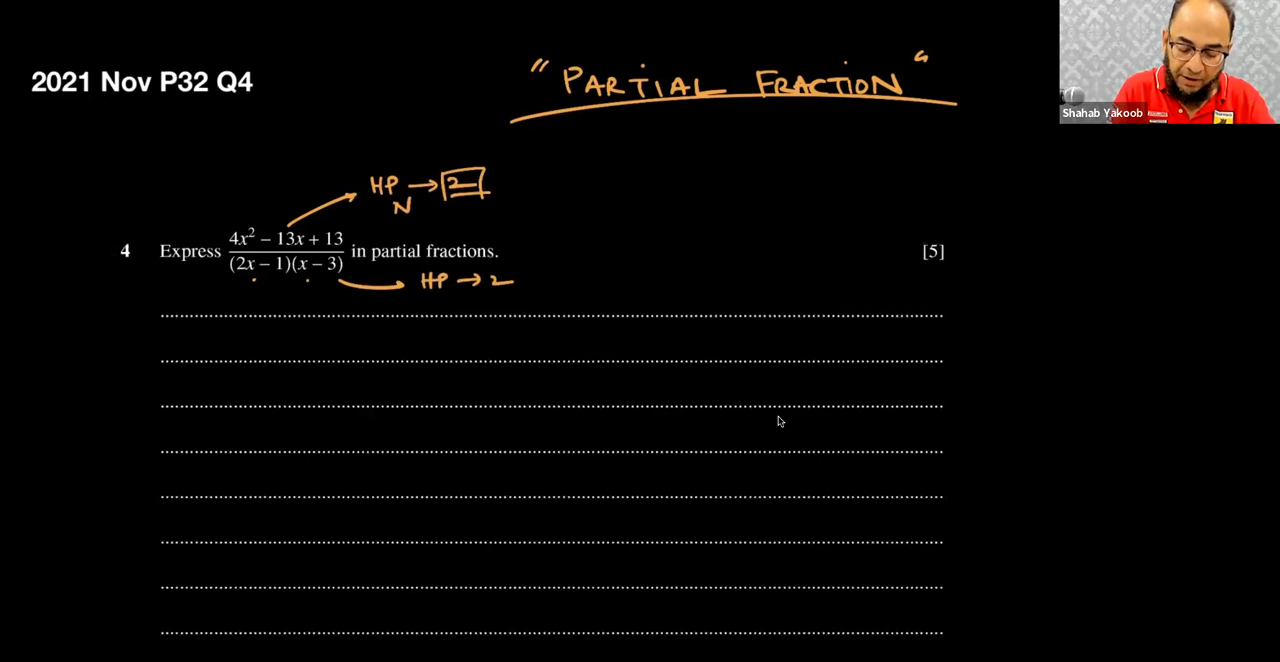 2021 Nov P32 Q4
"PARTIAL FRACTION"
Shahab Yakoob
HP → 2
N
4 Express (4x² − 13x + 13)/((2x − 1)(x − 3)) in partial fractions. [5]
HP → 2